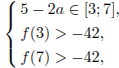 5 − 2a ∈ [3; 7],
f(3) > −42,
f(7) > −42,